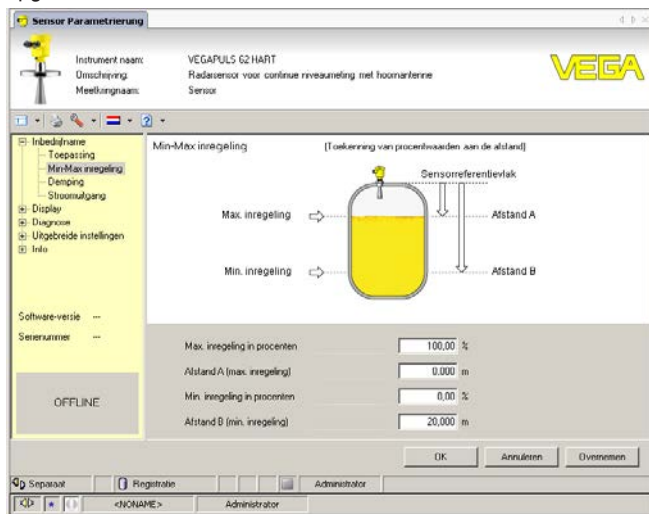 Sensor Parametrierung
Instrument naam: VEGAPULS 62 HART
Omschrijving: Radarsensor voor continue niveaumeting met hoornantenne
Meetkringnaam: Sensor
VEGA
Inbedrijfname
Toepassing
Min-Max inregeling
Demping
Stroomuitgang
Display
Diagnose
Uitgebreide instellingen
Info
Software-versie ---
Serienummer ---
OFFLINE
Min-Max inregeling (Toekenning van procentwaarden aan de afstand)
Sensorreferentievlak
Max. inregeling
Afstand A
Min. inregeling
Afstand B
Max. inregeling in procenten 100,00 %
Afstand A (max. inregeling) 0,000 m
Min. inregeling in procenten 0,00 %
Afstand B (min. inregeling) 20,000 m
OK Annuleren Overnemen
Separaat Registratie Administrator
<NONAME> Administrator